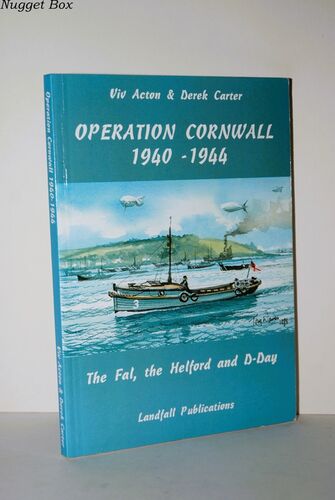 Nugget Box
Viv Acton & Derek Carter
OPERATION CORNWALL
1940 -1944
3
The Fal, the Helford and D-Day
Landfall Publications
Operation Cornwall 1940-1944
Viv Acton & Derek Carter